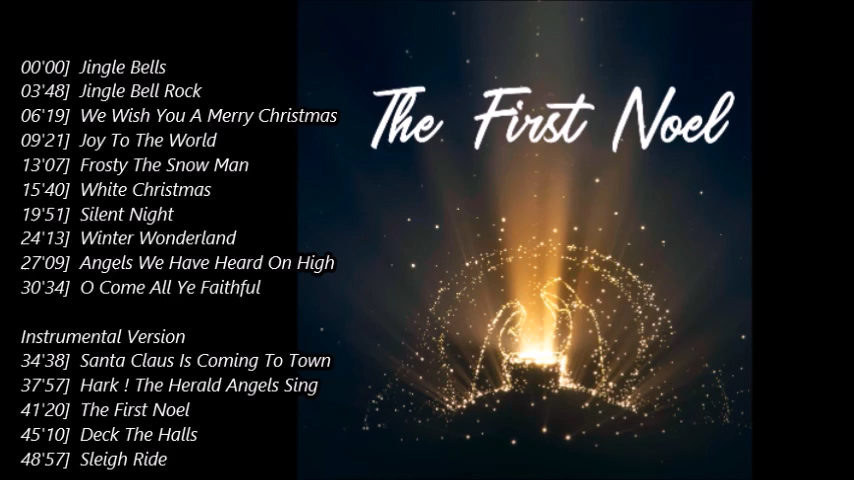 00'00] Jingle Bells
03'48] Jingle Bell Rock
06'19] We Wish You A Merry Christmas
09'21] Joy To The World
13'07] Frosty The Snow Man
15'40] White Christmas
19'51] Silent Night
24'13] Winter Wonderland
27'09] Angels We Have Heard On High
30'34] O Come All Ye Faithful
Instrumental Version
34'38] Santa Claus Is Coming To Town
37'57] Hark ! The Herald Angels Sing
41'20] The First Noel
45'10] Deck The Halls
48'57] Sleigh Ride
The First Noel